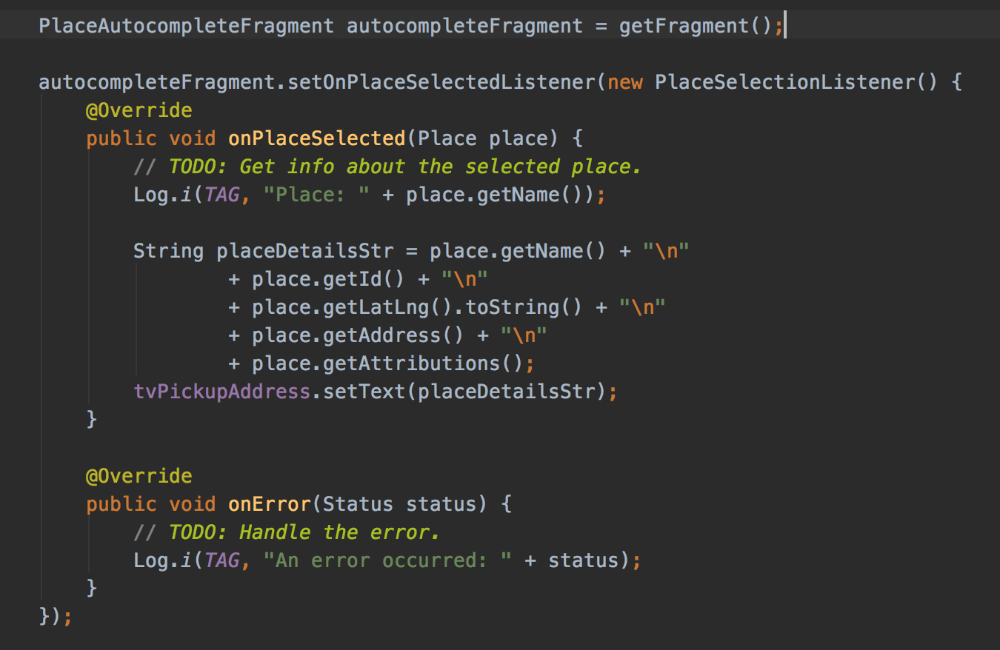 PlaceAutocompleteFragment autocompleteFragment = getFragment();
autocompleteFragment.setOnPlaceSelectedListener(new PlaceSelectionListener() {
@Override
public void onPlaceSelected(Place place) {
// TODO: Get info about the selected place.
Log.i(TAG, "Place: " + place.getName());
String placeDetailsStr = place.getName() + "\n"
+ place.getId() + "\n"
+ place.getLatLng().toString() + "\n"
+ place.getAddress() + "\n"
+ place.getAttributions();
tvPickupAddress.setText(placeDetailsStr);
}
@Override
public void onError(Status status) {
// TODO: Handle the error.
Log.i(TAG, "An error occurred: " + status);
}
});